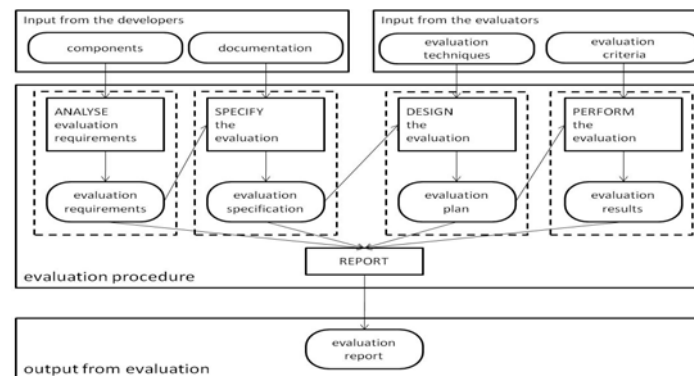 Input from the developers
Input from the evaluators
components
documentation
evaluation
techniques
evaluation
criteria
ANALYSE
evaluation
requirements
SPECIFY
the
evaluation
DESIGN
the
evaluation
PERFORM
the
evaluation
evaluation
requirements
evaluation
specification
evaluation
plan
evaluation
results
REPORT
evaluation procedure
evaluation
report
output from evaluation